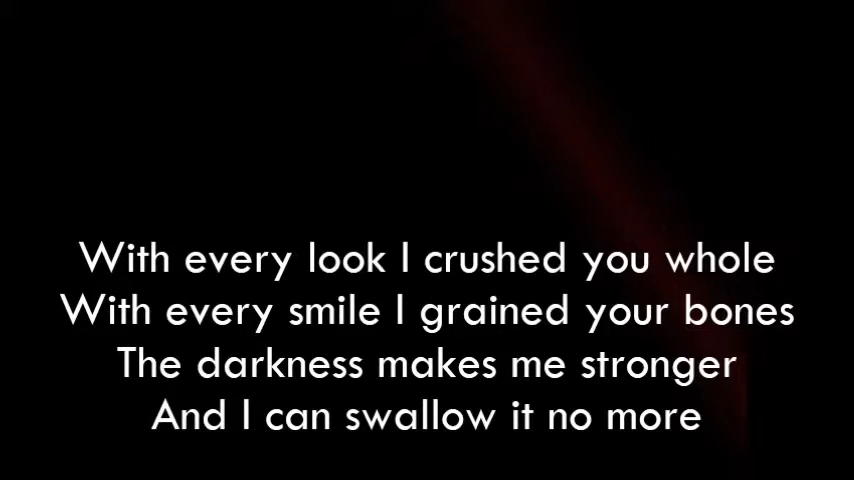 With every look I crushed you whole
With every smile I grained your bones
The darkness makes me stronger
And I can swallow it no more